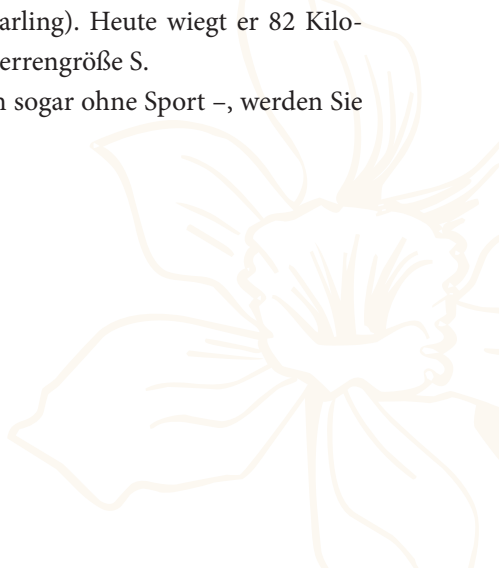 arling). Heute wiegt er 82 Kilo-
errengröße S.
n sogar ohne Sport –, werden Sie